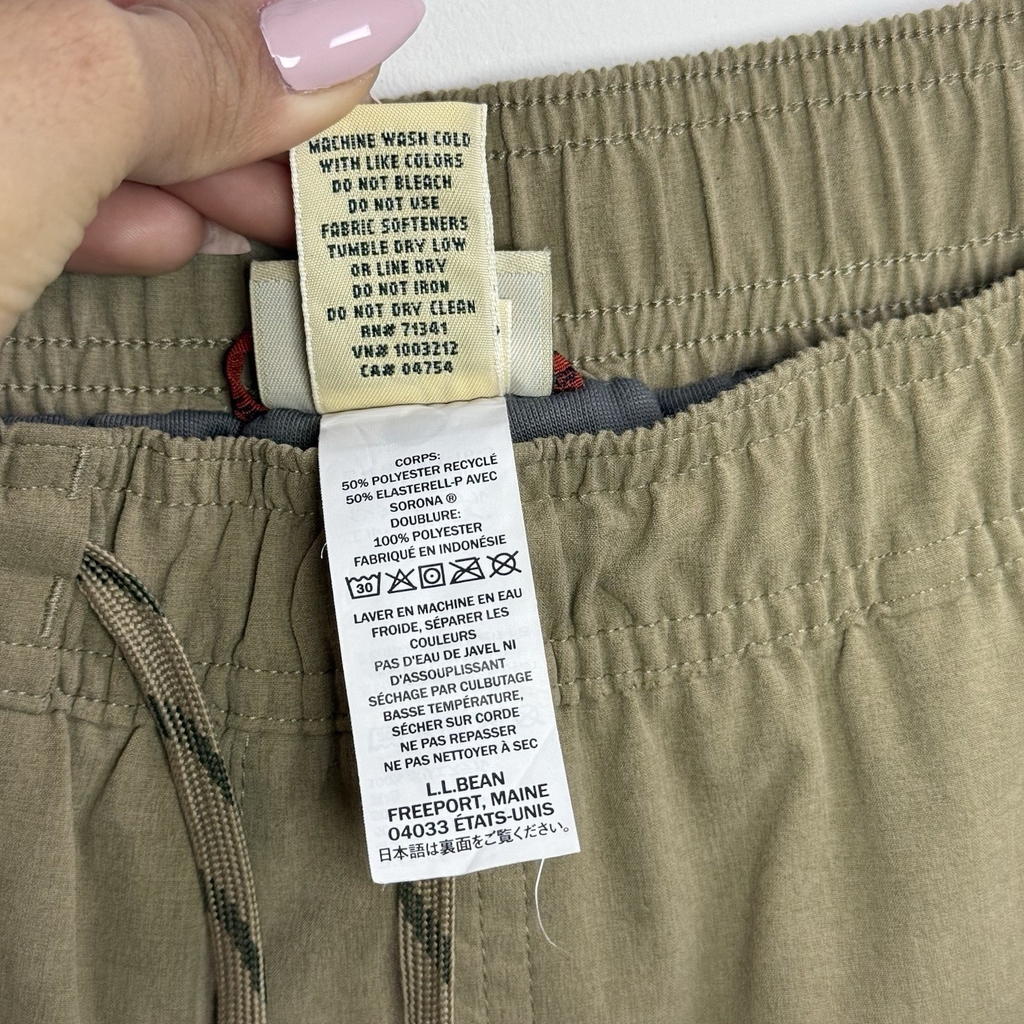 MACHINE WASH COLD
WITH LIKE COLORS
DO NOT BLEACH
DO NOT USE
FABRIC SOFTENERS
TUMBLE DRY LOW
OR LINE DRY
DO NOT IRON
DO NOT DRY CLEAN
RN# 71341
VN# 1003212
CA# 04754
CORPS:
50% POLYESTER RECYCLÉ
50% ELASTERELL-P AVEC
SORONA ®
DOUBLURE:
100% POLYESTER
FABRIQUÉ EN INDONÉSIE
30
LAVER EN MACHINE EN EAU
FROIDE, SÉPARER LES
COULEURS
PAS D'EAU DE JAVEL NI
D'ASSOUPLISSANT
SÉCHAGE PAR CULBUTAGE
BASSE TEMPÉRATURE,
SÉCHER SUR CORDE
NE PAS REPASSER
NE PAS NETTOYER À SEC
L.L.BEAN
FREEPORT, MAINE
04033 ÉTATS-UNIS
日本語は裏面をご覧ください。